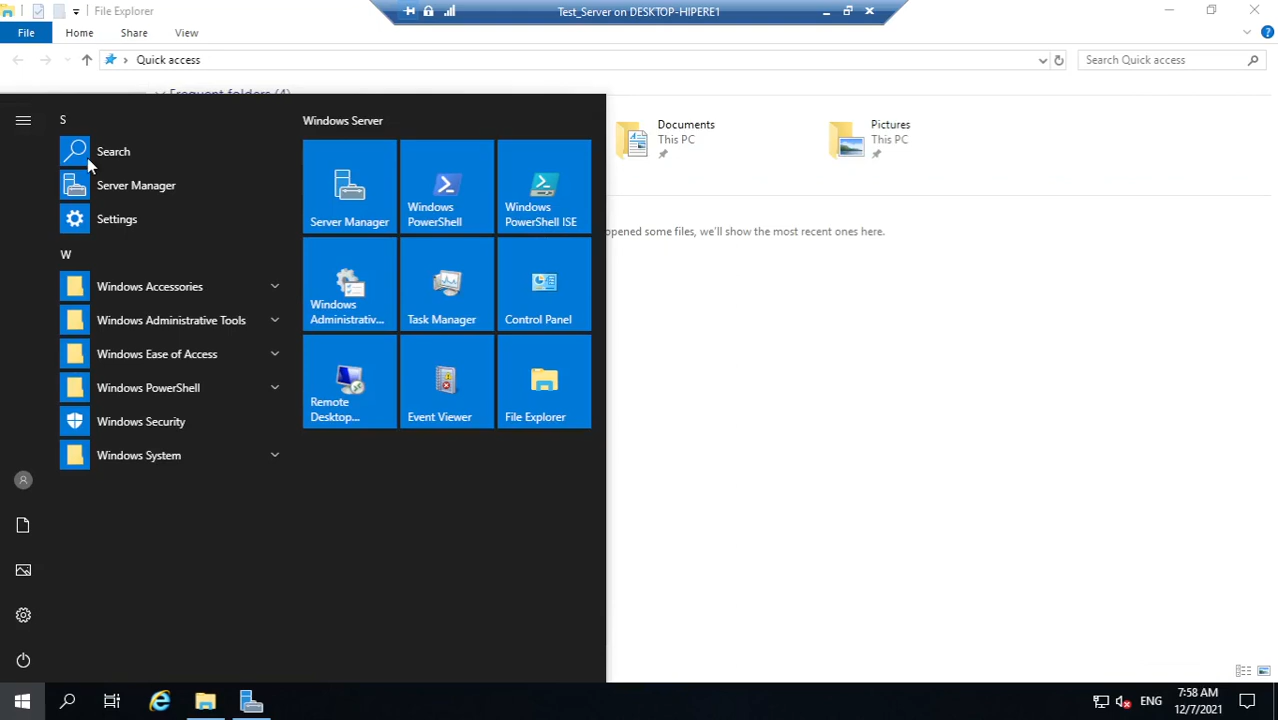 File Explorer
Test_Server on DESKTOP-HIPERE1
File Home Share View
Quick access
Search Quick access
Frequent folders (4)
S
Search
Server Manager
Settings
W
Windows Accessories
Windows Administrative Tools
Windows Ease of Access
Windows PowerShell
Windows Security
Windows System
Windows Server
Server Manager
Windows
PowerShell
Windows
PowerShell ISE
Windows
Administrativ...
Task Manager
Control Panel
Remote
Desktop...
Event Viewer
File Explorer
Documents
This PC
Pictures
This PC
opened some files, we'll show the most recent ones here.
ENG
7:58 AM
12/7/2021